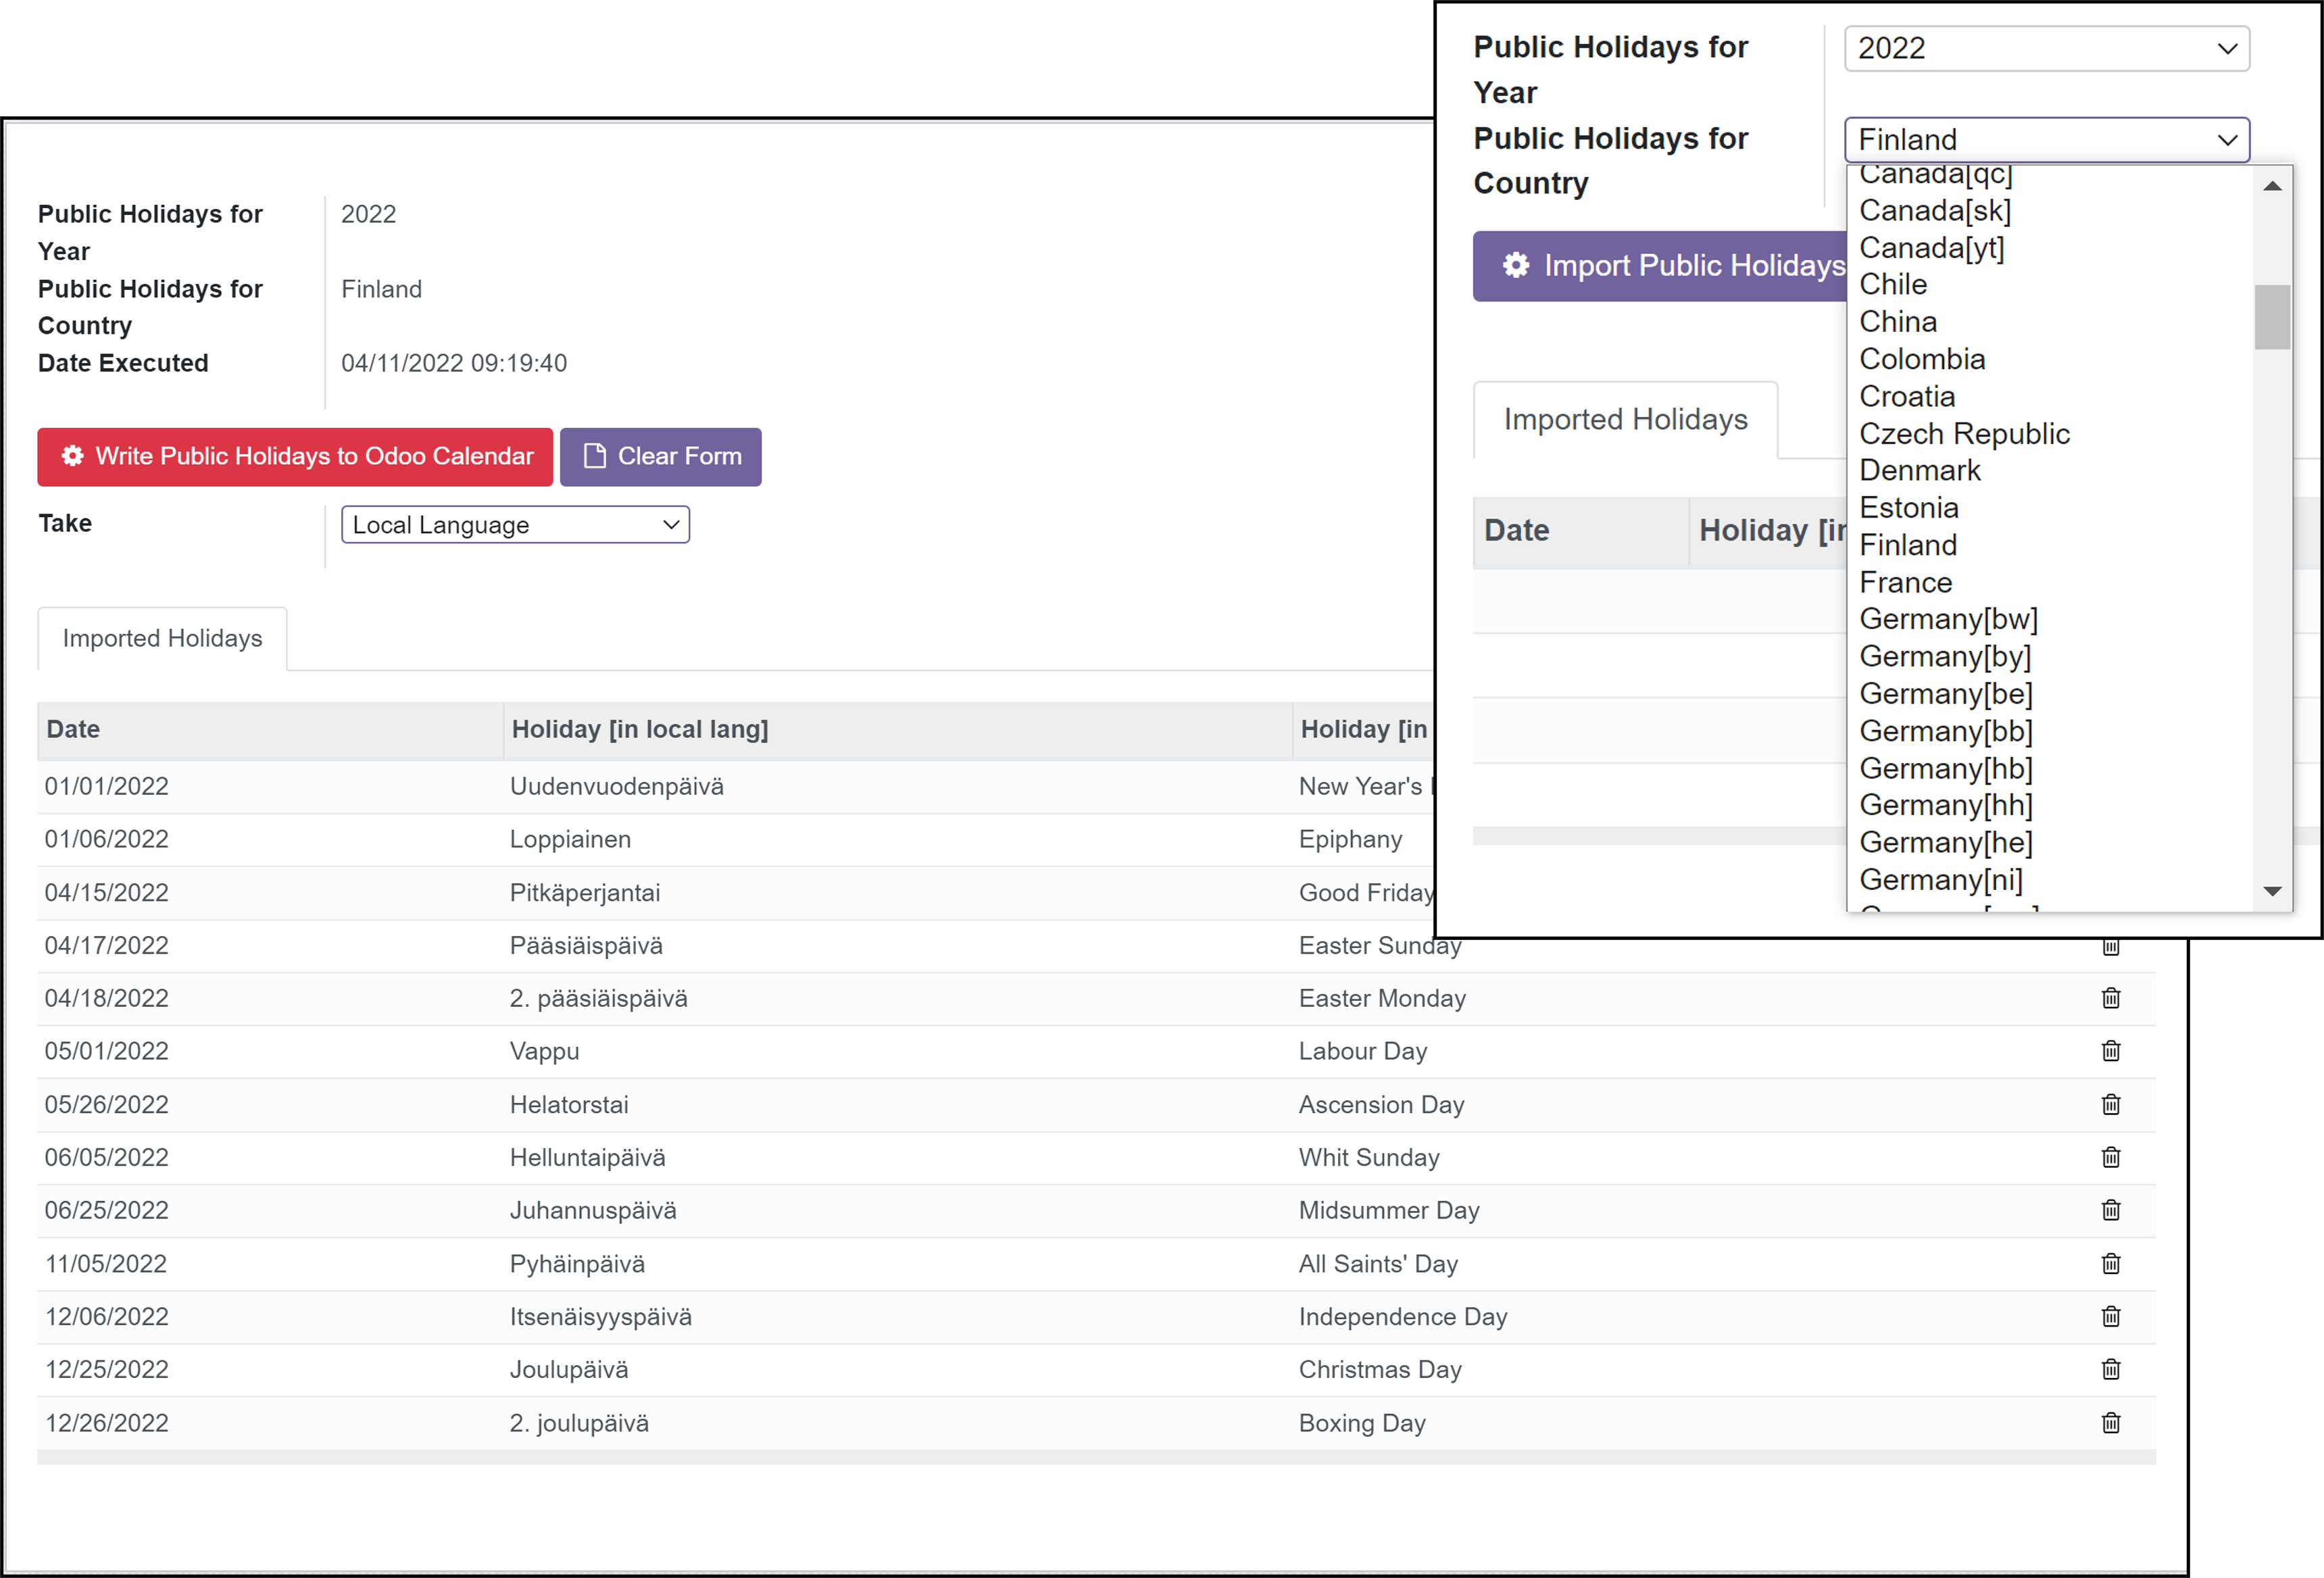 Public Holidays for Year 2022
Public Holidays for Country Finland
Date Executed 04/11/2022 09:19:40
Write Public Holidays to Odoo Calendar Clear Form
Take Local Language
Imported Holidays
Date Holiday [in local lang] Holiday [in
01/01/2022 Uudenvuodenpäivä New Year's
01/06/2022 Loppiainen Epiphany
04/15/2022 Pitkäperjantai Good Friday
04/17/2022 Pääsiäispäivä Easter Sunday
04/18/2022 2. pääsiäispäivä Easter Monday
05/01/2022 Vappu Labour Day
05/26/2022 Helatorstai Ascension Day
06/05/2022 Helluntaipäivä Whit Sunday
06/25/2022 Juhannuspäivä Midsummer Day
11/05/2022 Pyhäinpäivä All Saints' Day
12/06/2022 Itsenäisyyspäivä Independence Day
12/25/2022 Joulupäivä Christmas Day
12/26/2022 2. joulupäivä Boxing Day
Public Holidays for Year 2022
Public Holidays for Country Finland
Import Public Holidays
Imported Holidays
Date Holiday [in
Canada[qc]
Canada[sk]
Canada[yt]
Chile
China
Colombia
Croatia
Czech Republic
Denmark
Estonia
Finland
France
Germany[bw]
Germany[by]
Germany[be]
Germany[bb]
Germany[hb]
Germany[hh]
Germany[he]
Germany[ni]